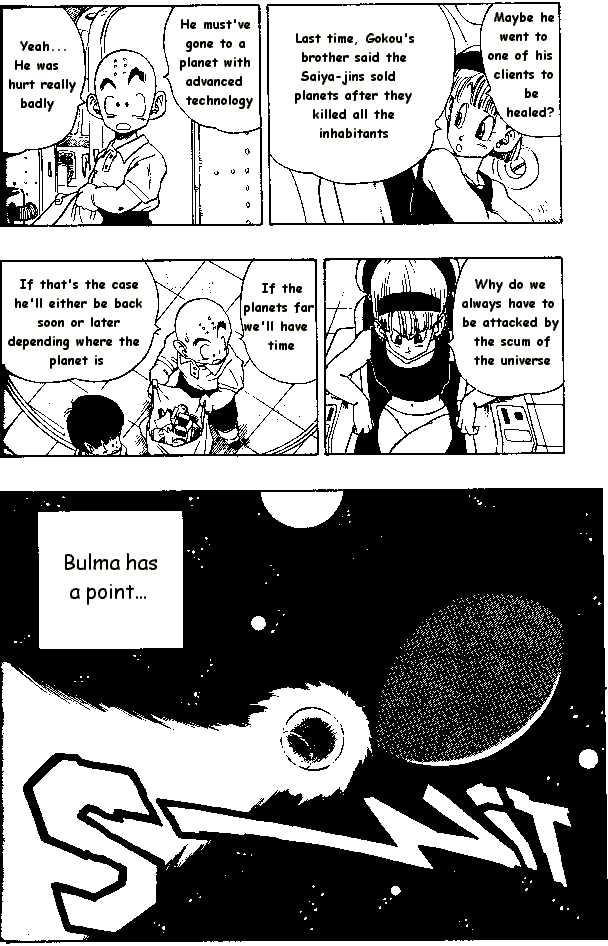 Maybe he
went to
one of his
clients to
be
healed?
Last time, Gokou's
brother said the
Saiya-jins sold
planets after they
killed all the
inhabitants
He must've
gone to a
planet with
advanced
technology
Yeah...
He was
hurt really
badly
Why do we
always have to
be attacked by
the scum of
the universe
If the
planets far
we'll have
time
If that's the case
he'll either be back
soon or later
depending where the
planet is
Bulma has
a point...